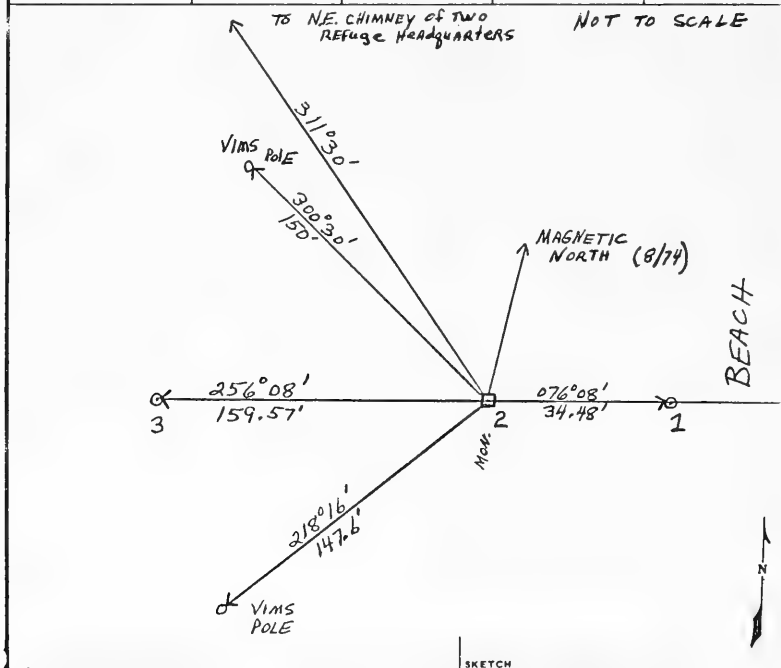 TO N.E. CHIMNEY of TWO
REFUGE HEADQUARTERS
NOT TO SCALE
311°30'
VIMS POLE
300°30'
150'
MAGNETIC
NORTH (8/74)
BEACH
256°08'
159.57'
076°08'
34.48'
3
2
1
MON.
218°16'
147.6'
VIMS
POLE
N
SKETCH